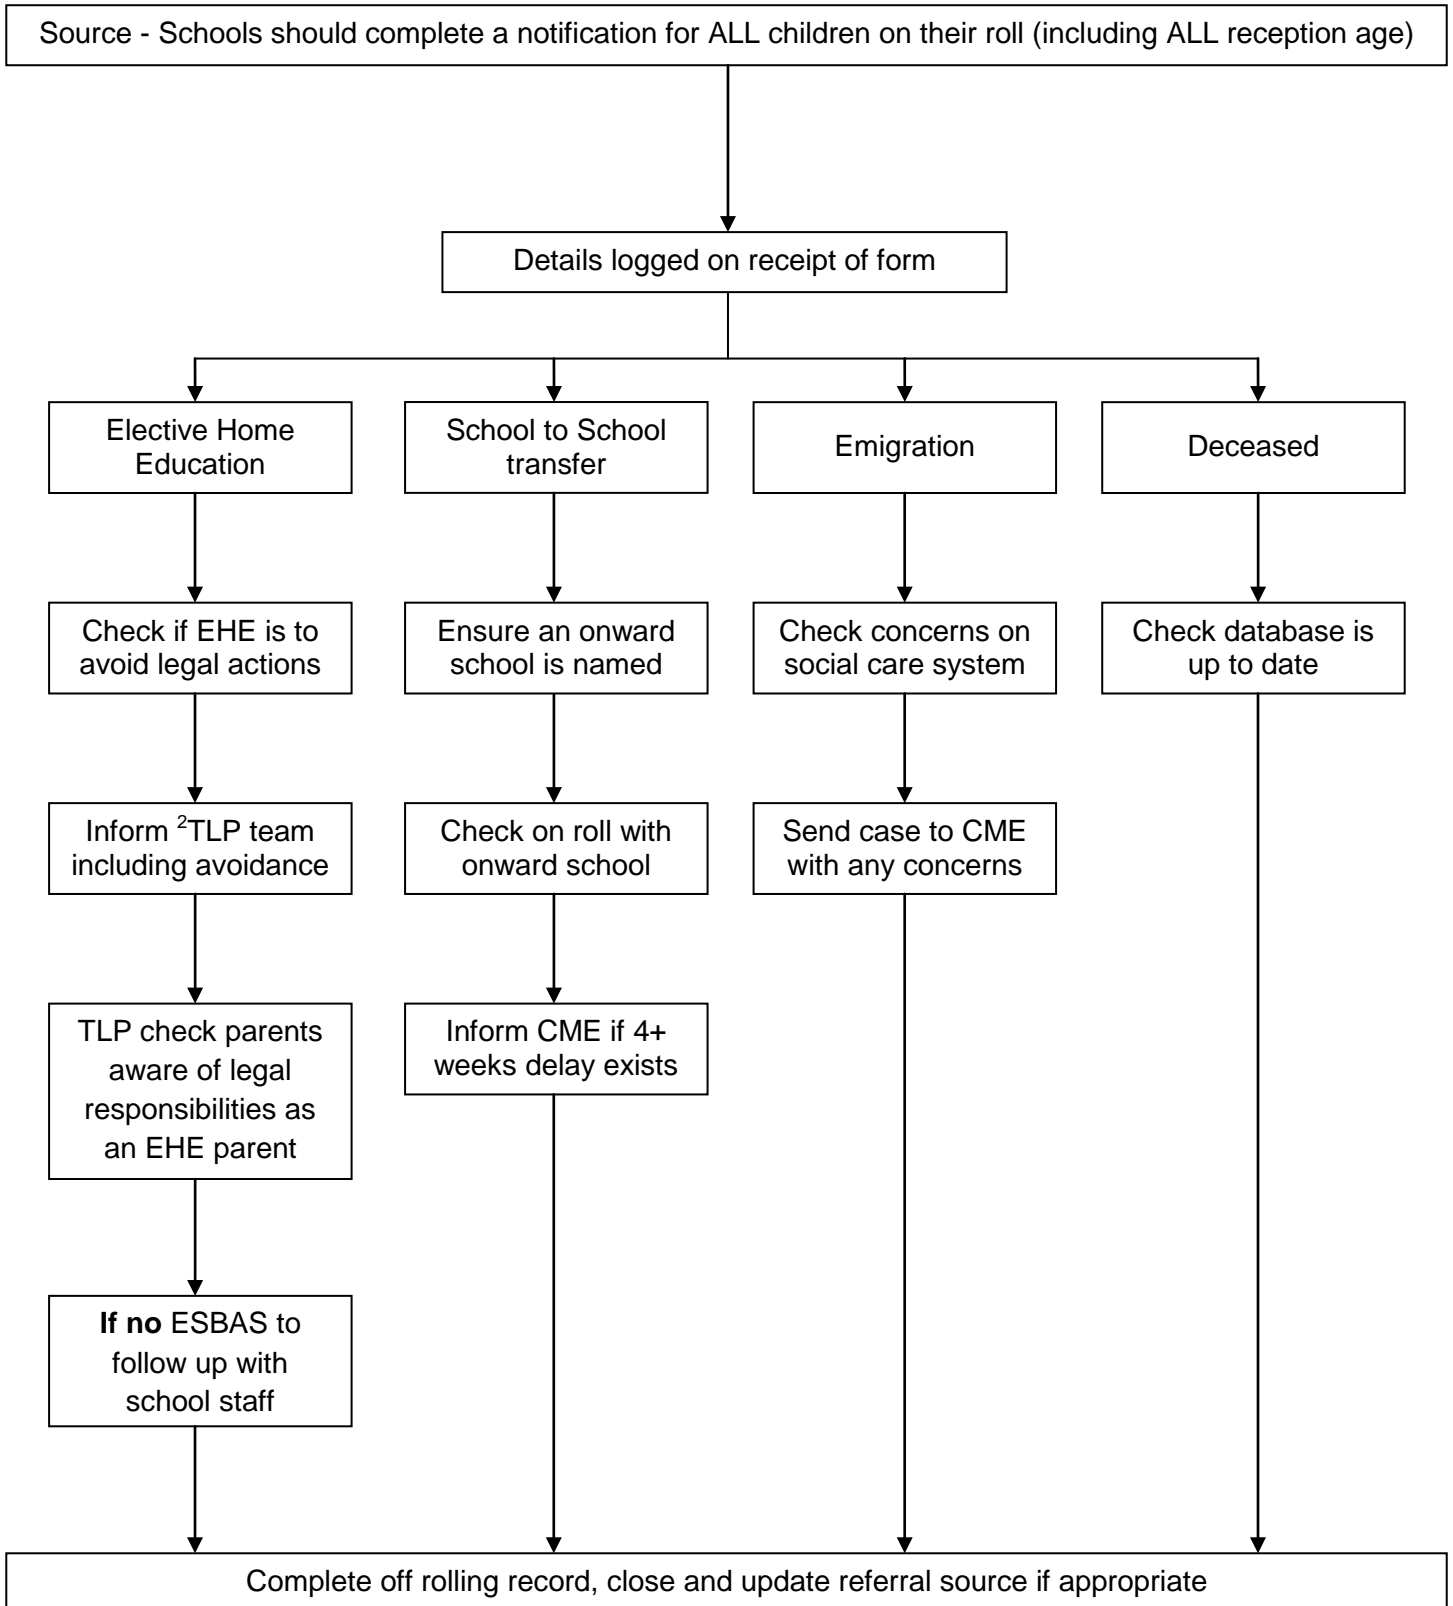 Source - Schools should complete a notification for ALL children on their roll (including ALL reception age)
Details logged on receipt of form
Elective Home
Education
School to School
transfer
Emigration
Deceased
Check if EHE is to
avoid legal actions
Ensure an onward
school is named
Check concerns on
social care system
Check database is
up to date
Inform ²TLP team
including avoidance
Check on roll with
onward school
Send case to CME
with any concerns
TLP check parents
aware of legal
responsibilities as
an EHE parent
Inform CME if 4+
weeks delay exists
If no ESBAS to
follow up with
school staff
Complete off rolling record, close and update referral source if appropriate